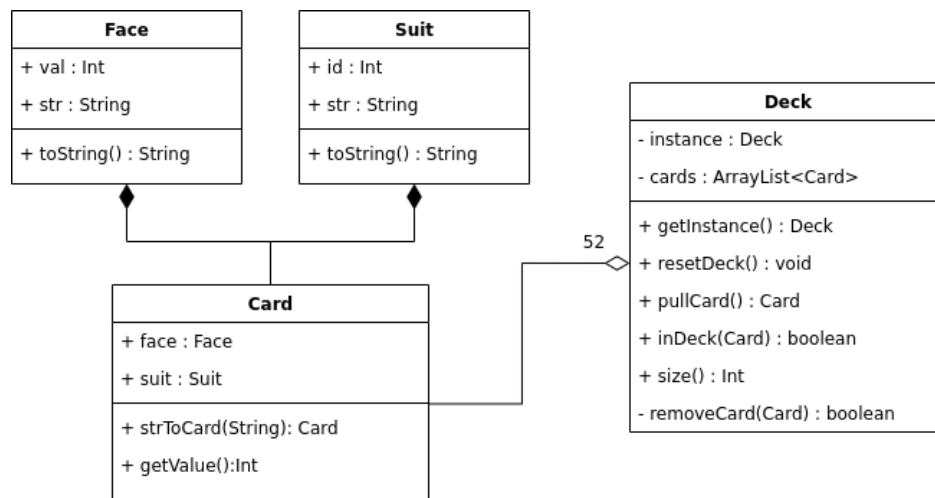 Face
+ val : Int
+ str : String
+ toString() : String
Suit
+ id : Int
+ str : String
+ toString() : String
Deck
- instance : Deck
- cards : ArrayList<Card>
+ getInstance() : Deck
+ resetDeck() : void
+ pullCard() : Card
+ inDeck(Card) : boolean
+ size() : Int
- removeCard(Card) : boolean
52
Card
+ face : Face
+ suit : Suit
+ strToCard(String): Card
+ getValue():Int